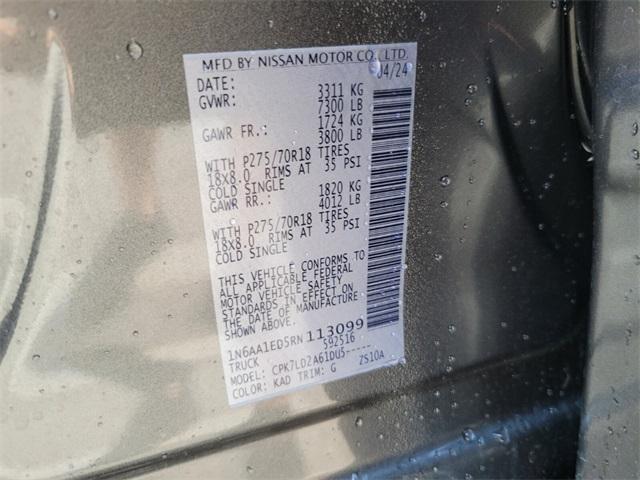 MFD BY NISSAN MOTOR CO., LTD.
DATE: 04/24
GVWR: 3311 KG
7300 LB
GAWR FR.: 1724 KG
3800 LB
WITH P275/70R18 TIRES
18X8.0 RIMS AT 35 PSI
COLD SINGLE
GAWR RR.: 1820 KG
4012 LB
WITH P275/70R18 TIRES
18X8.0 RIMS AT 35 PSI
COLD SINGLE
THIS VEHICLE CONFORMS TO
ALL APPLICABLE FEDERAL
MOTOR VEHICLE SAFETY
STANDARDS IN EFFECT ON
THE DATE OF MANUFACTURE
SHOWN ABOVE.
1N6AA1ED5RN113099
TRUCK 592516
MODEL: CPK7LD2A61DU5-----
COLOR: KAD TRIM: G ZS10A